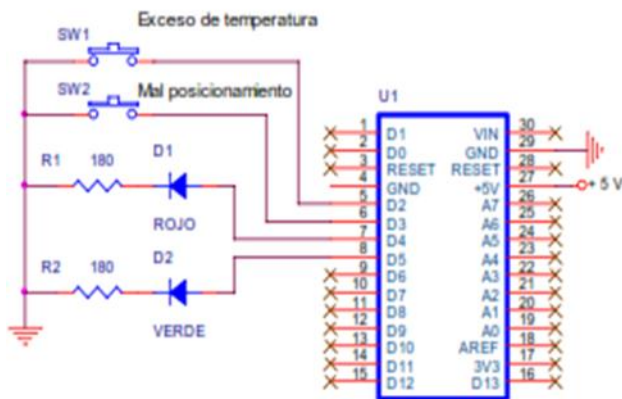 Exceso de temperatura
SW1
SW2
Mal posicionamiento
R1 180 D1
ROJO
R2 180 D2
VERDE
U1
1 D1 VIN 30
2 D0 GND 29
3 RESET RESET 28
4 GND +5V 27
+ 5 V
5 D2 A7 26
6 D3 A6 25
7 D4 A5 24
8 D5 A4 23
9 D6 A3 22
10 D7 A2 21
11 D8 A1 20
12 D9 A0 19
13 D10 AREF 18
14 D11 3V3 17
15 D12 D13 16